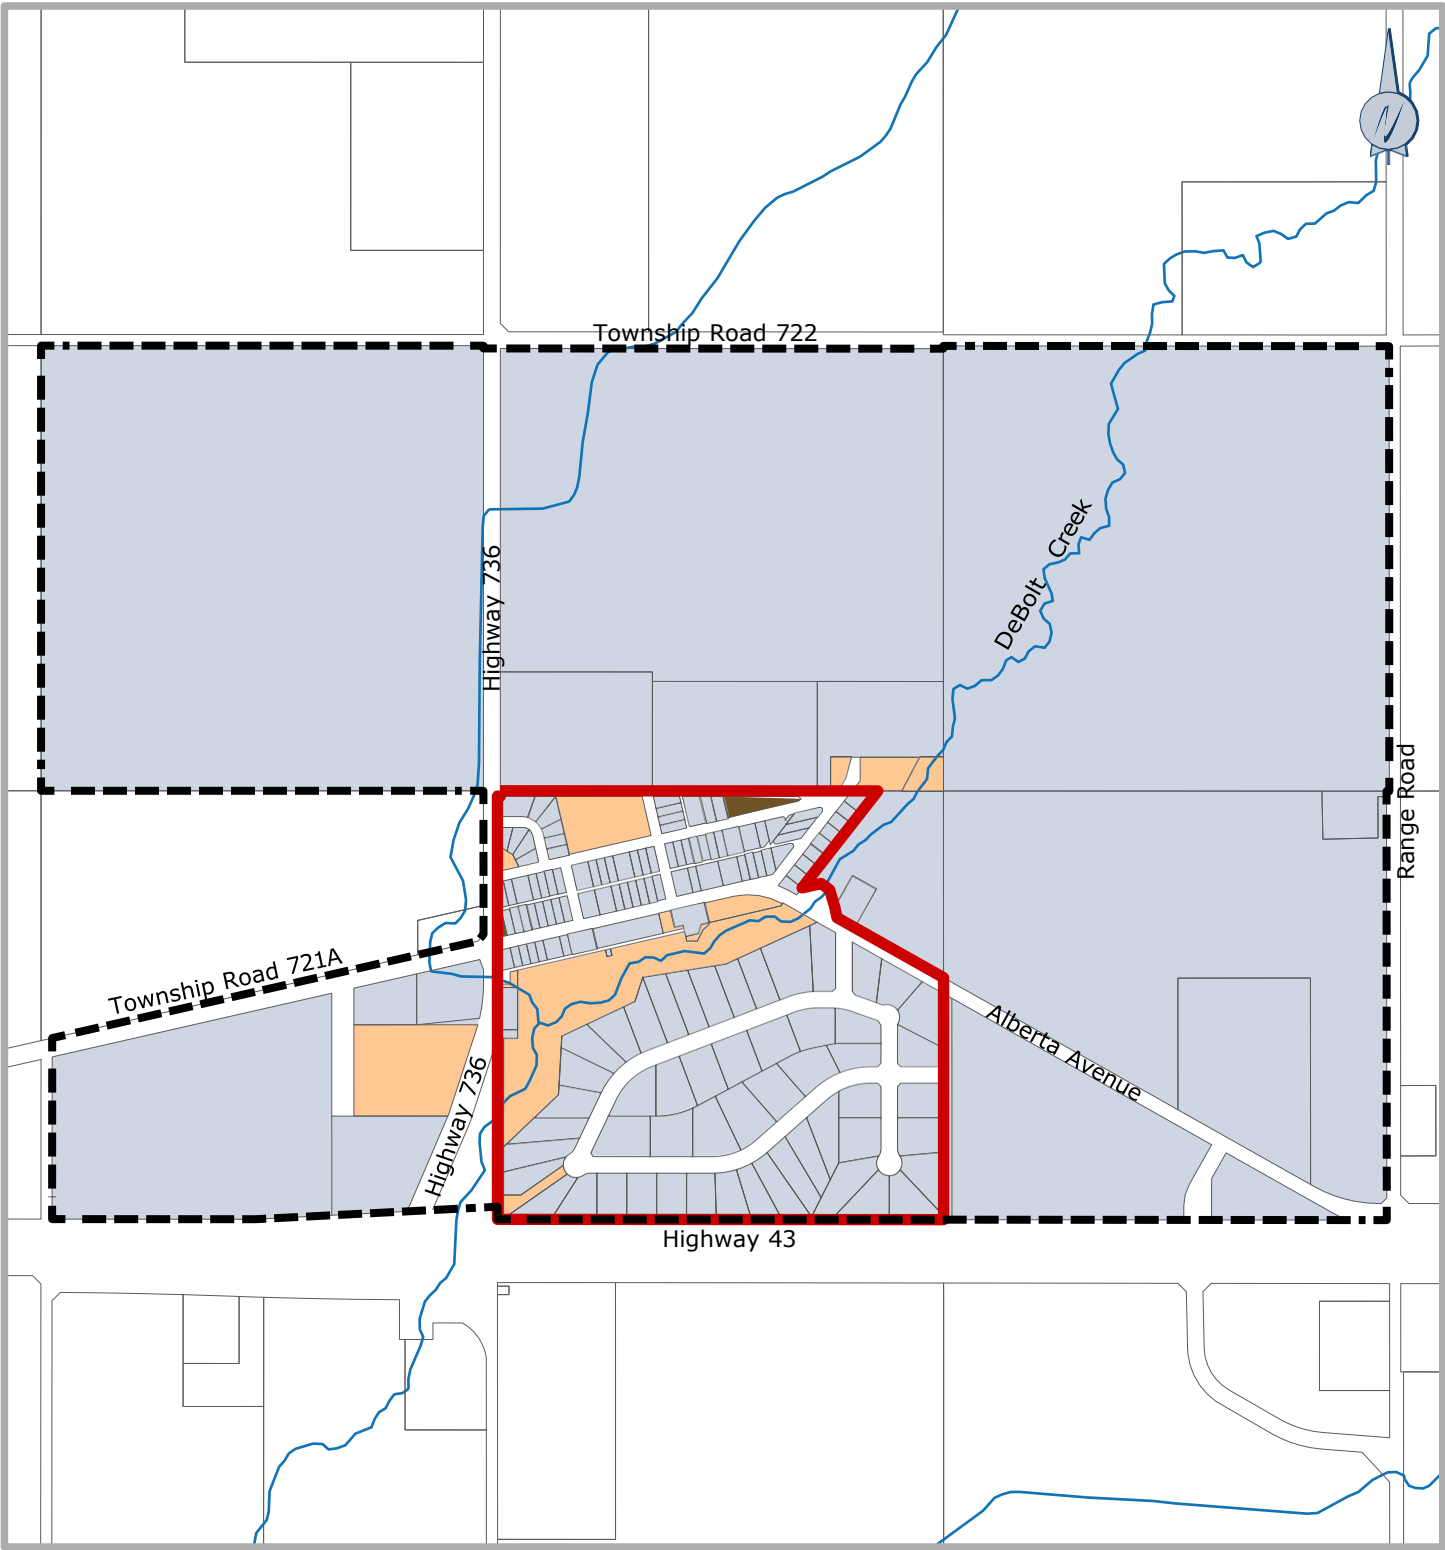 Township Road 722
Highway 736
DeBolt Creek
Range Road
Township Road 721A
Alberta Avenue
Highway 736
Highway 43